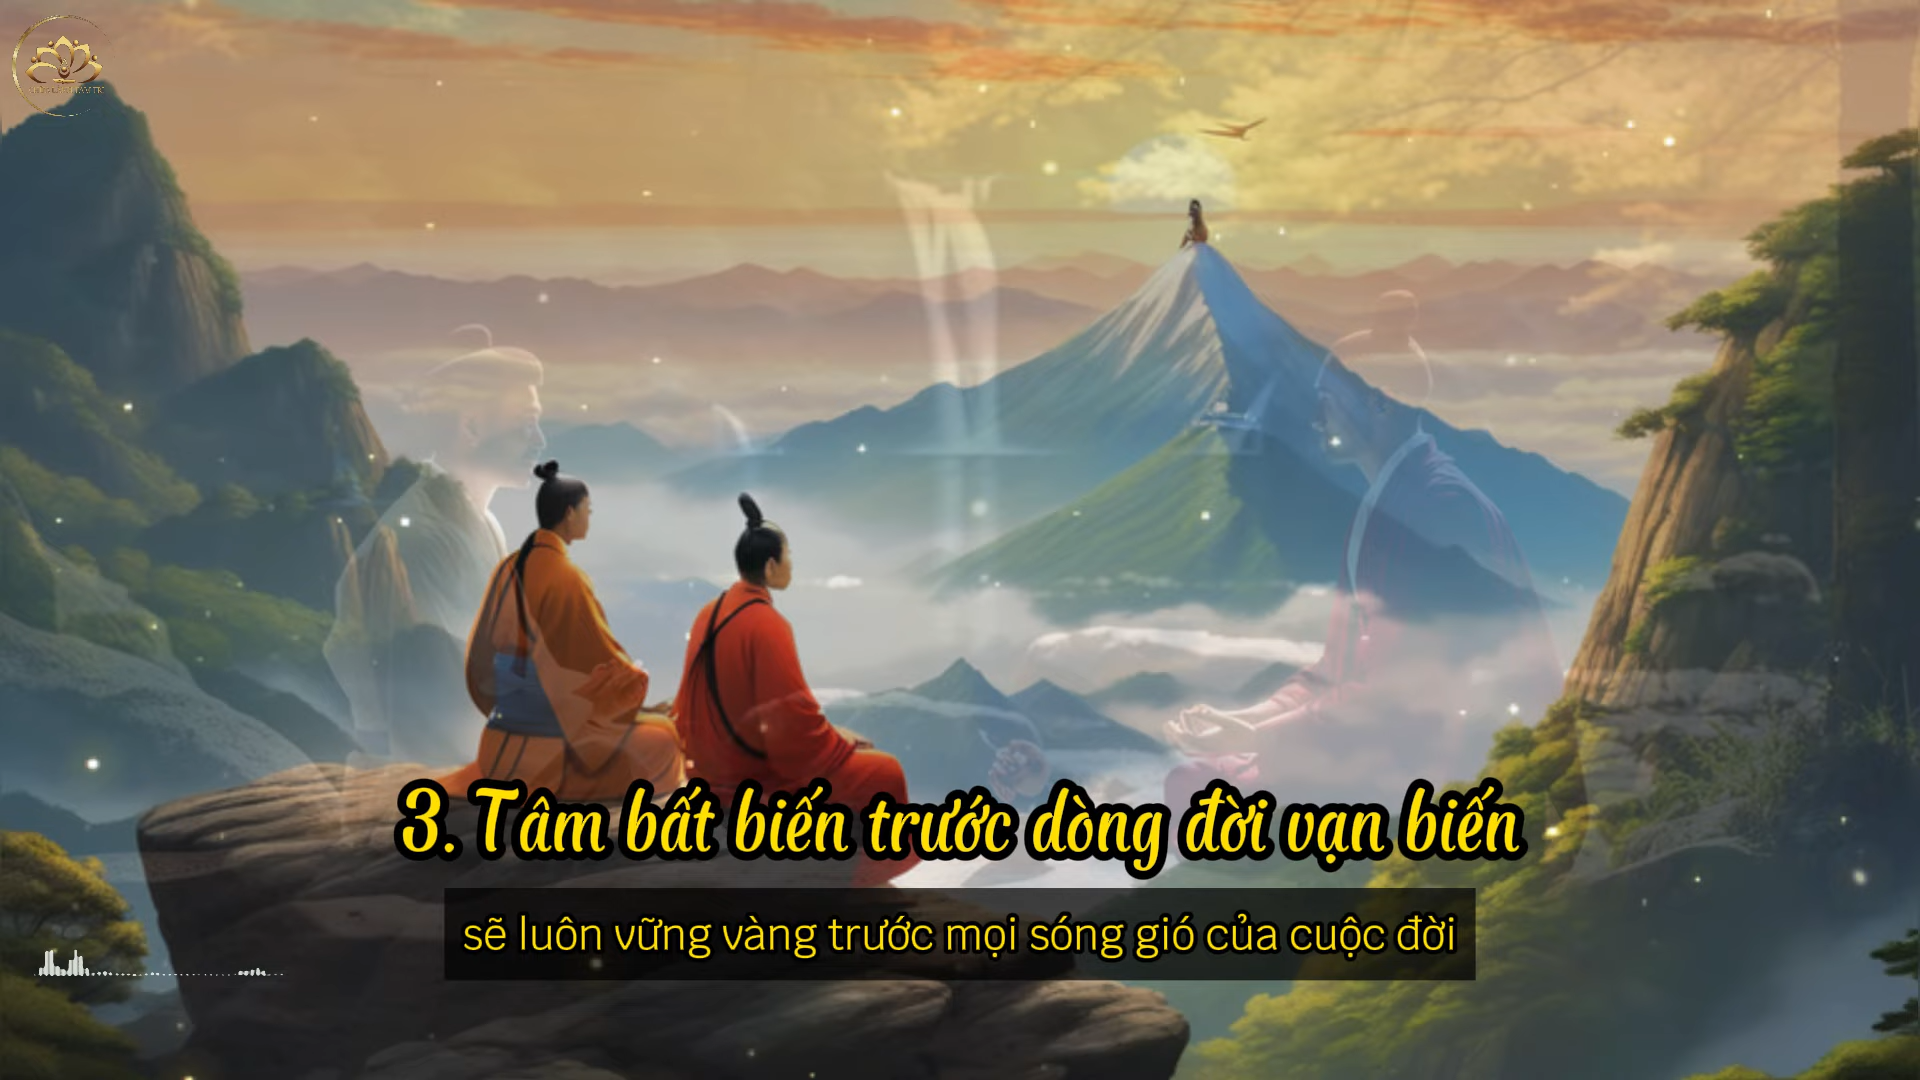 3. Tâm bất biến trước dòng đời vạn biến
sẽ luôn vững vàng trước mọi sóng gió của cuộc đời